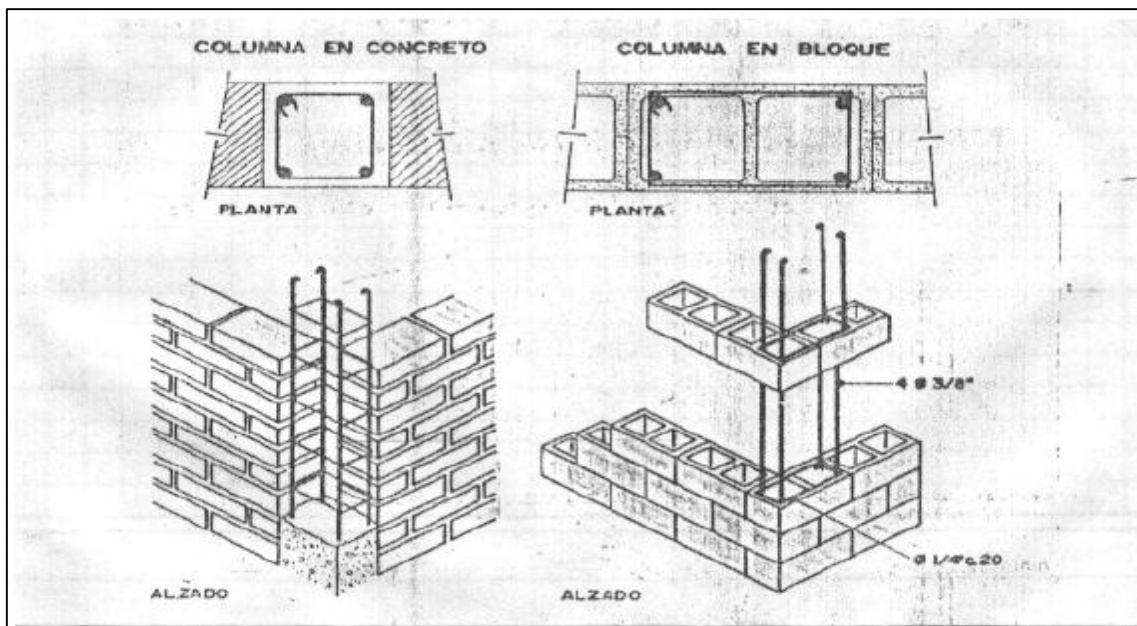 COLUMNA EN CONCRETO
COLUMNA EN BLOQUE
PLANTA
PLANTA
4 Ø 3/8"
Ø 1/4"c.20
ALZADO
ALZADO